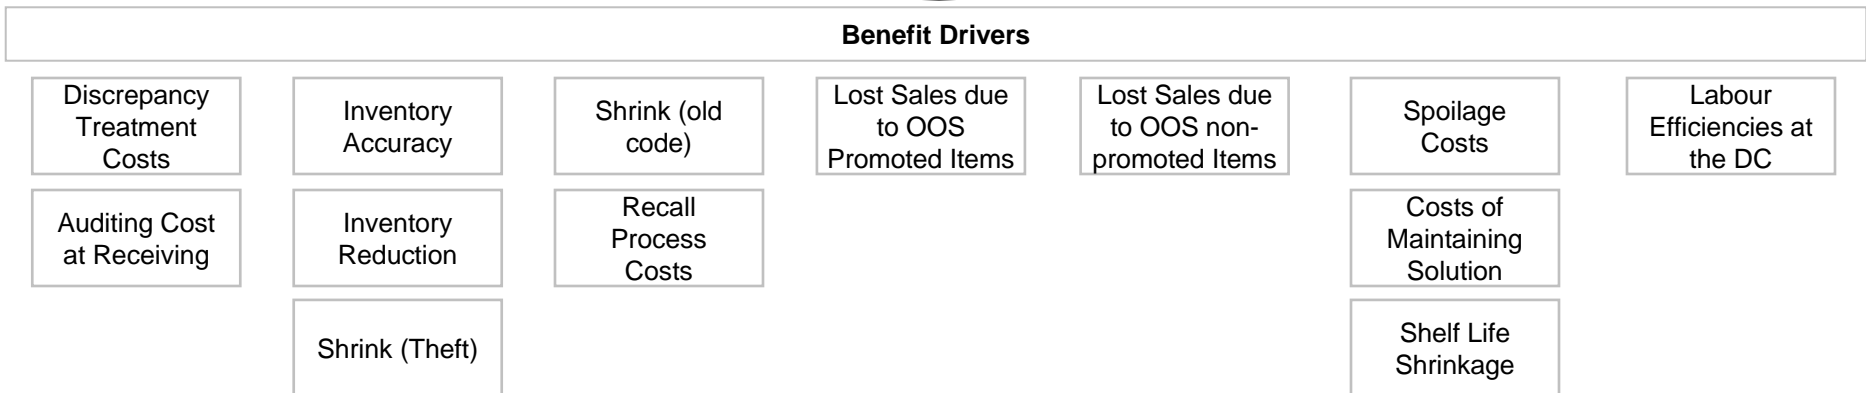 Benefit Drivers
Discrepancy
Treatment
Costs
Inventory
Accuracy
Shrink (old
code)
Lost Sales due
to OOS
Promoted Items
Lost Sales due
to OOS non-
promoted Items
Spoilage
Costs
Labour
Efficiencies at
the DC
Auditing Cost
at Receiving
Inventory
Reduction
Recall
Process
Costs
Costs of
Maintaining
Solution
Shrink (Theft)
Shelf Life
Shrinkage